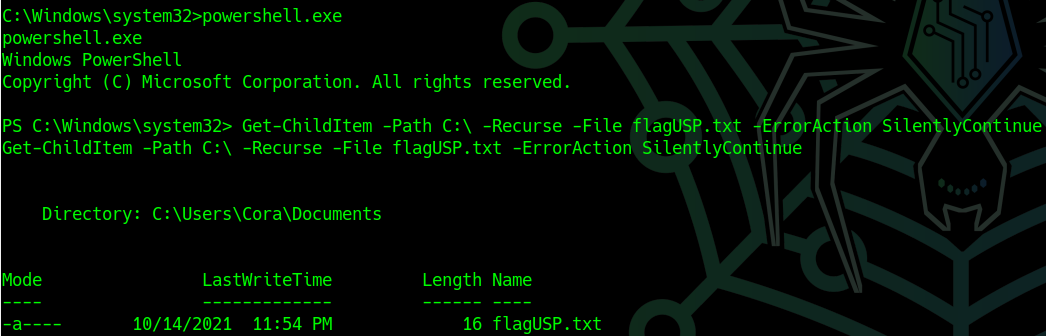 C:\Windows\system32>powershell.exe
powershell.exe
Windows PowerShell
Copyright (C) Microsoft Corporation. All rights reserved.
PS C:\Windows\system32> Get-ChildItem -Path C:\ -Recurse -File flagUSP.txt -ErrorAction SilentlyContinue
Get-ChildItem -Path C:\ -Recurse -File flagUSP.txt -ErrorAction SilentlyContinue
    Directory: C:\Users\Cora\Documents
Mode                LastWriteTime         Length Name
----                -------------         ------ ----
-a----       10/14/2021  11:54 PM             16 flagUSP.txt